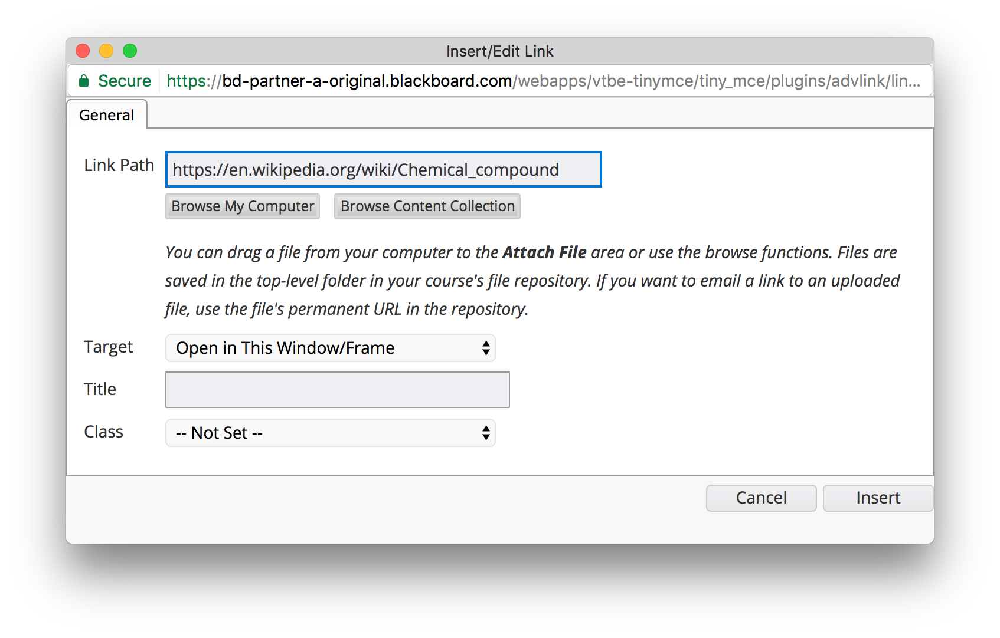 Insert/Edit Link
Secure https://bd-partner-a-original.blackboard.com/webapps/vtbe-tinymce/tiny_mce/plugins/advlink/lin...
General
Link Path https://en.wikipedia.org/wiki/Chemical_compound
Browse My Computer Browse Content Collection
You can drag a file from your computer to the Attach File area or use the browse functions. Files are
saved in the top-level folder in your course's file repository. If you want to email a link to an uploaded
file, use the file's permanent URL in the repository.
Target Open in This Window/Frame
Title
Class -- Not Set --
Cancel Insert